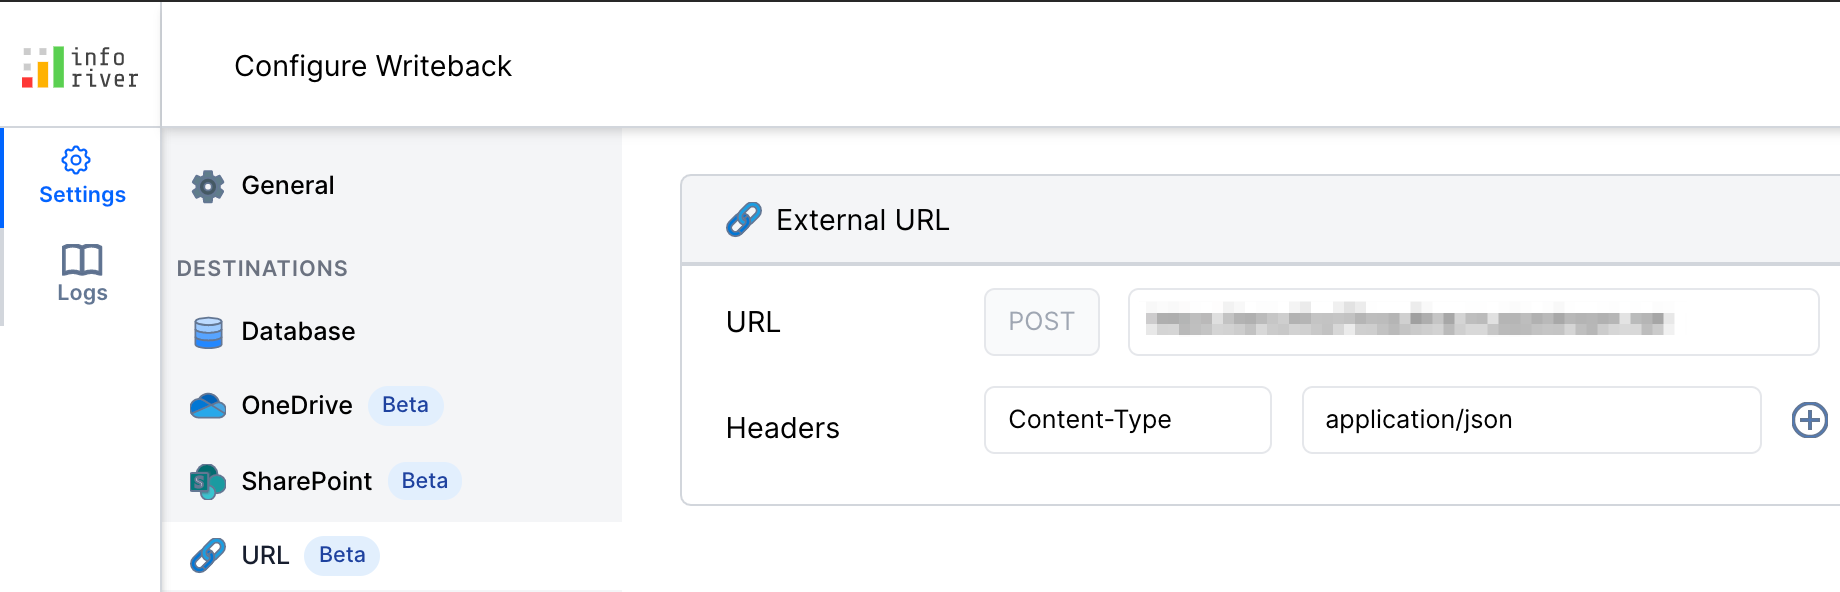 info
river
Configure Writeback
Settings
Logs
General
DESTINATIONS
Database
OneDrive Beta
SharePoint Beta
URL Beta
External URL
URL POST
Headers Content-Type application/json